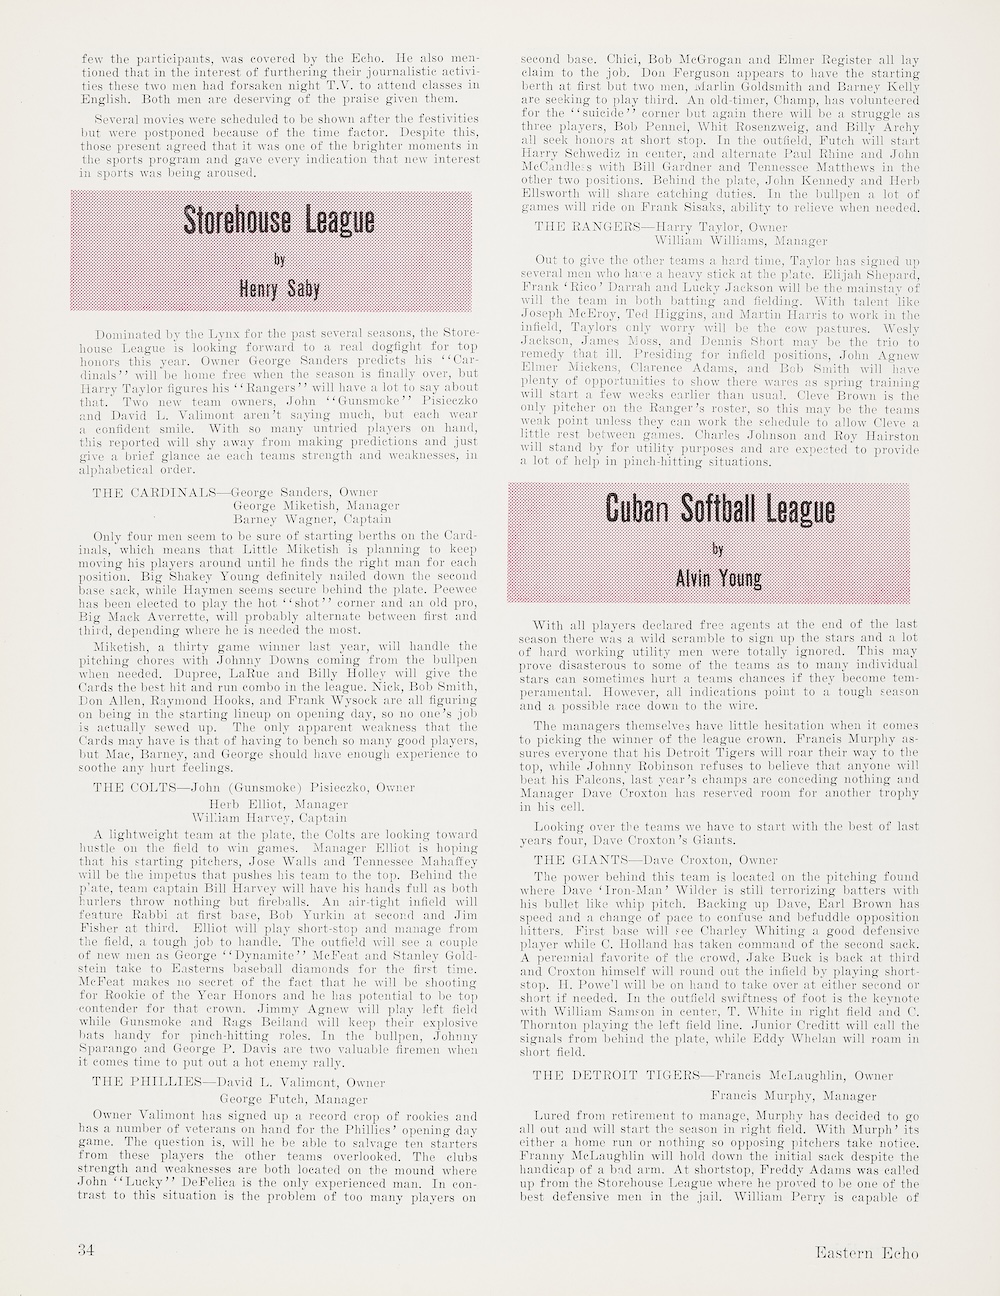 few the participants, was covered by the Echo. He also men-
tioned that in the interest of furthering their journalistic activi-
ties these two men had forsaken night T.V. to attend classes in
English. Both men are deserving of the praise given them.
Several movies were scheduled to be shown after the festivities
but were postponed because of the time factor. Despite this,
those present agreed that it was one of the brighter moments in
the sports program and gave every indication that new interest
in sports was being aroused.
Storehouse League
by
Henry Saby
Dominated by the Lynx for the past several seasons, the Store-
house League is looking forward to a real dogfight for top
honors this year. Owner George Sanders predicts his "Car-
dinals" will be home free when the season is finally over, but
Harry Taylor figures his "Rangers" will have a lot to say about
that. Two new team owners, John "Gunsmoke" Pisieczko
and David L. Valimont aren't saying much, but each wear
a confident smile. With so many untried players on hand,
this reported will shy away from making predictions and just
give a brief glance ae each teams strength and weaknesses, in
alphabetical order.
THE CARDINALS—George Sanders, Owner
George Miketish, Manager
Barney Wagner, Captain
Only four men seem to be sure of starting berths on the Card-
inals, which means that Little Miketish is planning to keep
moving his players around until he finds the right man for each
position. Big Shakey Young definitely nailed down the second
base sack, while Haymen seems secure behind the plate. Peewee
has been elected to play the hot "shot" corner and an old pro,
Big Mack Averrette, will probably alternate between first and
third, depending where he is needed the most.
Miketish, a thirty game winner last year, will handle the
pitching chores with Johnny Downs coming from the bullpen
when needed. Dupree, LaRue and Billy Holley will give the
Cards the best hit and run combo in the league. Nick, Bob Smith,
Don Allen, Raymond Hooks, and Frank Wysock are all figuring
on being in the starting lineup on opening day, so no one's job
is actually sewed up. The only apparent weakness that the
Cards may have is that of having to bench so many good players,
but Mac, Barney, and George should have enough experience to
soothe any hurt feelings.
THE COLTS—John (Gunsmoke) Pisieczko, Owner
Herb Elliot, Manager
William Harvey, Captain
A lightweight team at the plate, the Colts are looking toward
hustle on the field to win games. Manager Elliot is hoping
that his starting pitchers, Jose Walls and Tennessee Mahaffey
will be the impetus that pushes his team to the top. Behind the
plate, team captain Bill Harvey will have his hands full as both
hurlers throw nothing but fireballs. An air-tight infield will
feature Rabbi at first base, Bob Yurkin at second and Jim
Fisher at third. Elliot will play short-stop and manage from
the field, a tough job to handle. The outfield will see a couple
of new men as George "Dynamite" McFeat and Stanley Gold-
stein take to Easterns baseball diamonds for the first time.
McFeat makes no secret of the fact that he will be shooting
for Rookie of the Year Honors and he has potential to be top
contender for that crown. Jimmy Agnew will play left field
while Gunsmoke and Rags Beiland will keep their explosive
bats handy for pinch-hitting roles. In the bullpen, Johnny
Sparango and George P. Davis are two valuable firemen when
it comes time to put out a hot enemy rally.
THE PHILLIES—David L. Valimont, Owner
George Futch, Manager
Owner Valimont has signed up a record crop of rookies and
has a number of veterans on hand for the Phillies' opening day
game. The question is, will he be able to salvage ten starters
from these players the other teams overlooked. The clubs
strength and weaknesses are both located on the mound where
John "Lucky" DeFelica is the only experienced man. In con-
trast to this situation is the problem of too many players on
second base. Chici, Bob McGrogan and Elmer Register all lay
claim to the job. Don Ferguson appears to have the starting
berth at first but two men, Marlin Goldsmith and Barney Kelly
are seeking to play third. An old-timer, Champ, has volunteered
for the "suicide" corner but again there will be a struggle as
three players, Bob Pennel, Whit Rosenzweig, and Billy Archy
all seek honors at short stop. In the outfield, Futch will start
Harry Schwediz in center, and alternate Paul Rhine and John
McCandless with Bill Gardner and Tennessee Matthews in the
other two positions. Behind the plate, John Kennedy and Herb
Ellsworth will share catching duties. In the bullpen a lot of
games will ride on Frank Sisaks, ability to relieve when needed.
THE RANGERS—Harry Taylor, Owner
William Williams, Manager
Out to give the other teams a hard time, Taylor has signed up
several men who have a heavy stick at the plate. Elijah Shepard,
Frank 'Rico' Darrah and Lucky Jackson will be the mainstay of
will the team in both batting and fielding. With talent like
Joseph McEroy, Ted Higgins, and Martin Harris to work in the
infield, Taylors only worry will be the cow pastures. Wesly
Jackson, James Moss, and Dennis Short may be the trio to
remedy that ill. Presiding for infield positions, John Agnew
Elmer Mickens, Clarence Adams, and Bob Smith will have
plenty of opportunities to show there wares as spring training
will start a few weeks earlier than usual. Cleve Brown is the
only pitcher on the Ranger's roster, so this may be the teams
weak point unless they can work the schedule to allow Cleve a
little rest between games. Charles Johnson and Roy Hairston
will stand by for utility purposes and are expected to provide
a lot of help in pinch-hitting situations.
Cuban Softball League
by
Alvin Young
With all players declared free agents at the end of the last
season there was a wild scramble to sign up the stars and a lot
of hard working utility men were totally ignored. This may
prove disasterous to some of the teams as to many individual
stars can sometimes hurt a teams chances if they become tem-
peramental. However, all indications point to a tough season
and a possible race down to the wire.
The managers themselves have little hesitation when it comes
to picking the winner of the league crown. Francis Murphy as-
sures everyone that his Detroit Tigers will roar their way to the
top, while Johnny Robinson refuses to believe that anyone will
beat his Falcons, last year's champs are conceding nothing and
Manager Dave Croxton has reserved room for another trophy
in his cell.
Looking over the teams we have to start with the best of last
years four, Dave Croxton's Giants.
THE GIANTS—Dave Croxton, Owner
The power behind this team is located on the pitching found
where Dave 'Iron-Man' Wilder is still terrorizing batters with
his bullet like whip pitch. Backing up Dave, Earl Brown has
speed and a change of pace to confuse and befuddle opposition
hitters. First base will see Charley Whiting a good defensive
player while C. Holland has taken command of the second sack.
A perennial favorite of the crowd, Jake Buck is back at third
and Croxton himself will round out the infield by playing short-
stop. H. Powell will be on hand to take over at either second or
short if needed. In the outfield swiftness of foot is the keynote
with William Samson in center, T. White in right field and C.
Thornton playing the left field line. Junior Creditt will call the
signals from behind the plate, while Eddy Whelan will roam in
short field.
THE DETROIT TIGERS—Francis McLaughlin, Owner
Francis Murphy, Manager
Lured from retirement to manage, Murphy has decided to go
all out and will start the season in right field. With Murph' its
either a home run or nothing so opposing pitchers take notice.
Franny McLaughlin will hold down the initial sack despite the
handicap of a bad arm. At shortstop, Freddy Adams was called
up from the Storehouse League where he proved to be one of the
best defensive men in the jail. William Perry is capable of
34
Eastern Echo